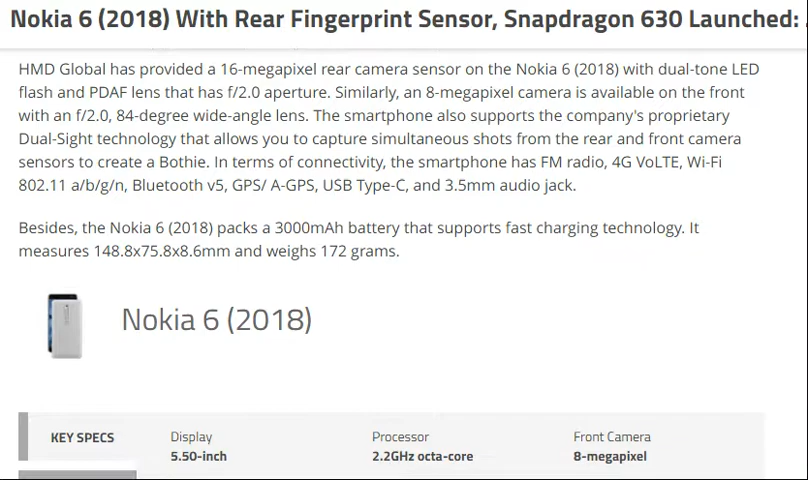 Nokia 6 (2018) With Rear Fingerprint Sensor, Snapdragon 630 Launched:
HMD Global has provided a 16-megapixel rear camera sensor on the Nokia 6 (2018) with dual-tone LED
flash and PDAF lens that has f/2.0 aperture. Similarly, an 8-megapixel camera is available on the front
with an f/2.0, 84-degree wide-angle lens. The smartphone also supports the company's proprietary
Dual-Sight technology that allows you to capture simultaneous shots from the rear and front camera
sensors to create a Bothie. In terms of connectivity, the smartphone has FM radio, 4G VoLTE, Wi-Fi
802.11 a/b/g/n, Bluetooth v5, GPS/ A-GPS, USB Type-C, and 3.5mm audio jack.
Besides, the Nokia 6 (2018) packs a 3000mAh battery that supports fast charging technology. It
measures 148.8x75.8x8.6mm and weighs 172 grams.
Nokia 6 (2018)
KEY SPECS Display Processor Front Camera
5.50-inch 2.2GHz octa-core 8-megapixel